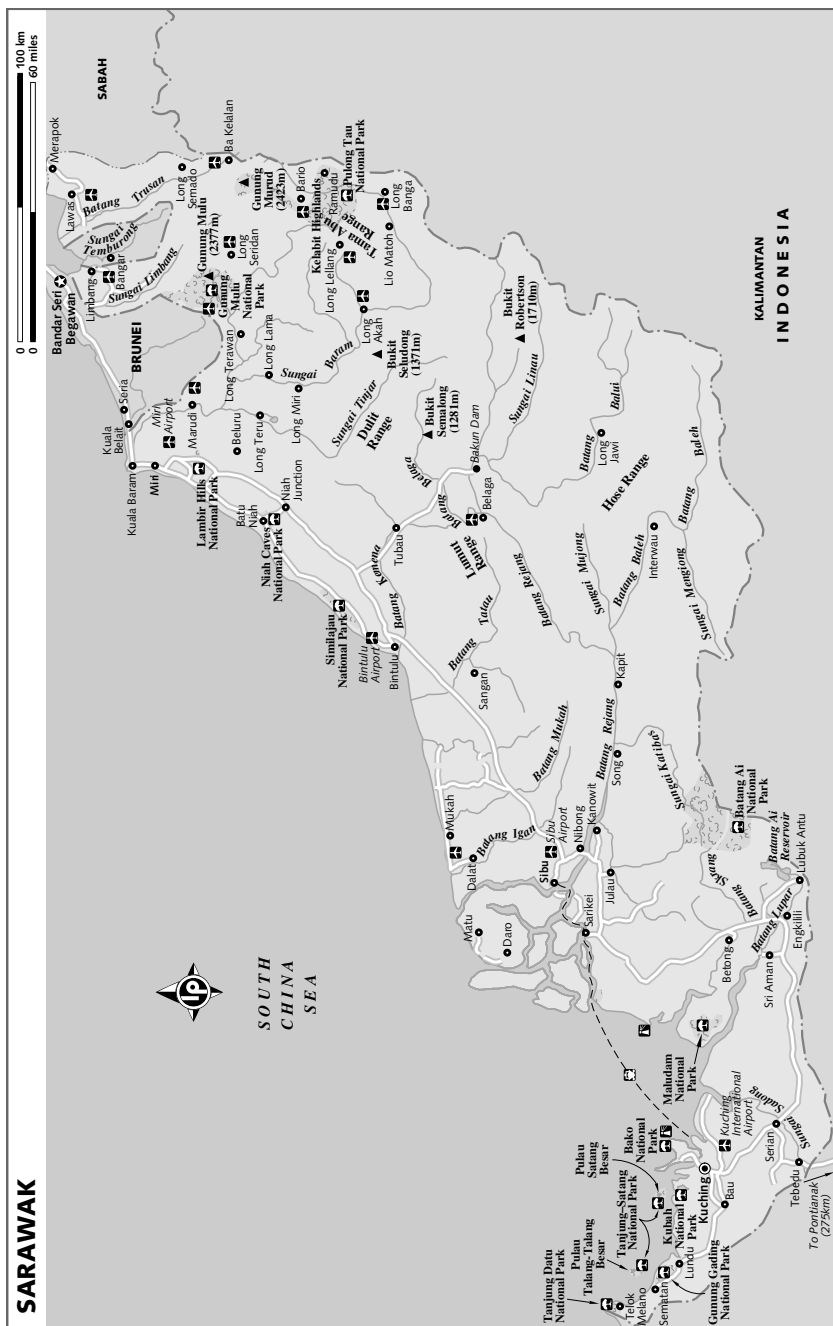 SARAWAK
0 100 km
0 60 miles
SABAH
Merapok
Lawas
Batang Trusan
Long
Semado
Ba Kelalan
Sungai
Temburong
Bandar Seri
Begawan
Limbang
Bangar
Sungai Limbang
BRUNEI
Gunung Mulu
(2377m)
Gunung
Mulu
National
Park
Gunung
Murud
(2423m)
Long
Seridan
Bario
Kelabit Highlands
Ramudu
Pulong Tau
National Park
Tama Abu
Range
Long Lellang
Long
Banga
Lio Matoh
Seria
Kuala
Belait
Miri
Airport
Marudi
Kuala Baram
Miri
Lambir Hills
National Park
Long Terawan
Long Lama
Beluru
Long Teru
Long Miri
Sungai Baram
Long
Akah
Bukit
Seludong
(1371m)
Sungai Tinjar
Dulit
Range
Batu
Niah
Niah
Junction
Niah Caves
National Park
Bukit
Robertson
(1710m)
Bukit
Semalong
(1281m)
Sungai Linau
KALIMANTAN
INDONESIA
Similajau
National Park
Bintulu
Airport
Bintulu
Batang Kemena
Tubau
Belaga
Batang
Bakun Dam
Belaga
Lumut
Range
Batang Balui
Long
Jawi
Hose Range
Batang Tatau
Sangan
Batang Rejang
Sungai Mujong
Batang Baleh
Interwau
Batang Baleh
Sungai Mengiong
Kapit
Batang Mukah
Mukah
Dalat
Batang Igan
Sibu
Sibu
Airport
Nibong
Kanowit
Batang Rejang
Song
Sungai Katibas
Julau
Sarikei
Matu
Daro
SOUTH
CHINA
SEA
LP
Batang Ai
National
Park
Batang Ai
Reservoir
Batang Skrang
Lubuk Antu
Batang Lupar
Engkilili
Betong
Sri Aman
Maludam
National
Park
Bako
National
Park
Kuching
International
Airport
Sungai
Sadong
Serian
Tebedu
To Pontianak
(275km)
Pulau
Satang
Besar
Tanjung–Satang
National Park
Kubah
National
Park
Kuching
Bau
Pulau
Talang-Talang
Besar
Tanjung Datu
National Park
Telok
Melano
Sematan
Lundu
Gunung Gading
National Park